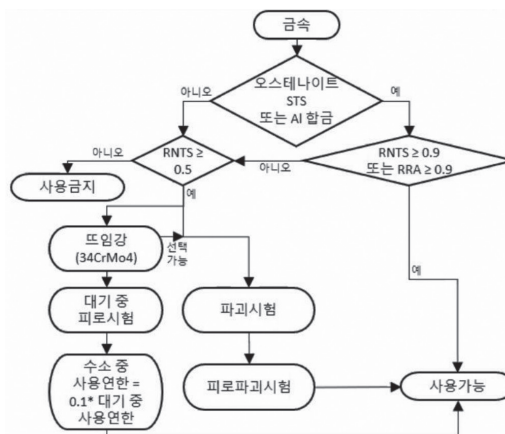 금속
오스테나이트
STS
또는 Al 합금
아니오
예
RNTS ≥
0.5
RNTS ≥ 0.9
또는 RRA ≥ 0.9
아니오
아니오
사용금지
예
뜨임강
(34CrMo4)
선택
가능
예
대기 중
피로시험
파괴시험
수소 중
사용연한 =
0.1* 대기 중
사용연한
피로파괴시험
사용가능